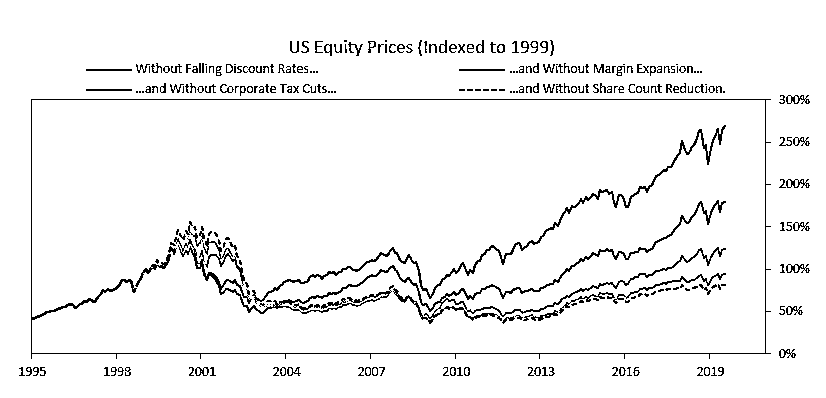 US Equity Prices (Indexed to 1999)
Without Falling Discount Rates... ...and Without Margin Expansion...
...and Without Corporate Tax Cuts... ...and Without Share Count Reduction.
300%
250%
200%
150%
100%
50%
0%
1995 1998 2001 2004 2007 2010 2013 2016 2019